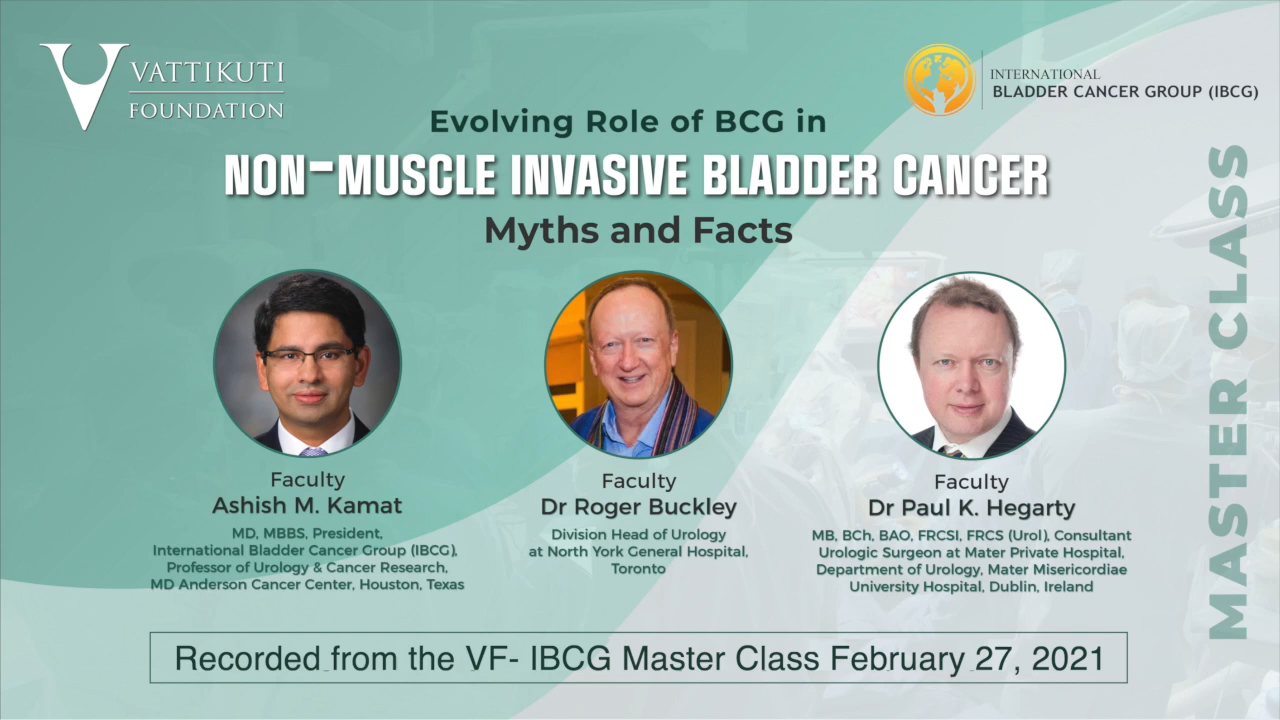 VATTIKUTI
FOUNDATION
INTERNATIONAL
BLADDER CANCER GROUP (IBCG)
Evolving Role of BCG in
NON-MUSCLE INVASIVE BLADDER CANCER
Myths and Facts
Faculty
Ashish M. Kamat
MD, MBBS, President,
International Bladder Cancer Group (IBCG),
Professor of Urology & Cancer Research,
MD Anderson Cancer Center, Houston, Texas
Faculty
Dr Roger Buckley
Division Head of Urology
at North York General Hospital,
Toronto
Faculty
Dr Paul K. Hegarty
MB, BCh, BAO, FRCSI, FRCS (Urol), Consultant
Urologic Surgeon at Mater Private Hospital,
Department of Urology, Mater Misericordiae
University Hospital, Dublin, Ireland
MASTER CLASS
Recorded from the VF- IBCG Master Class February 27, 2021